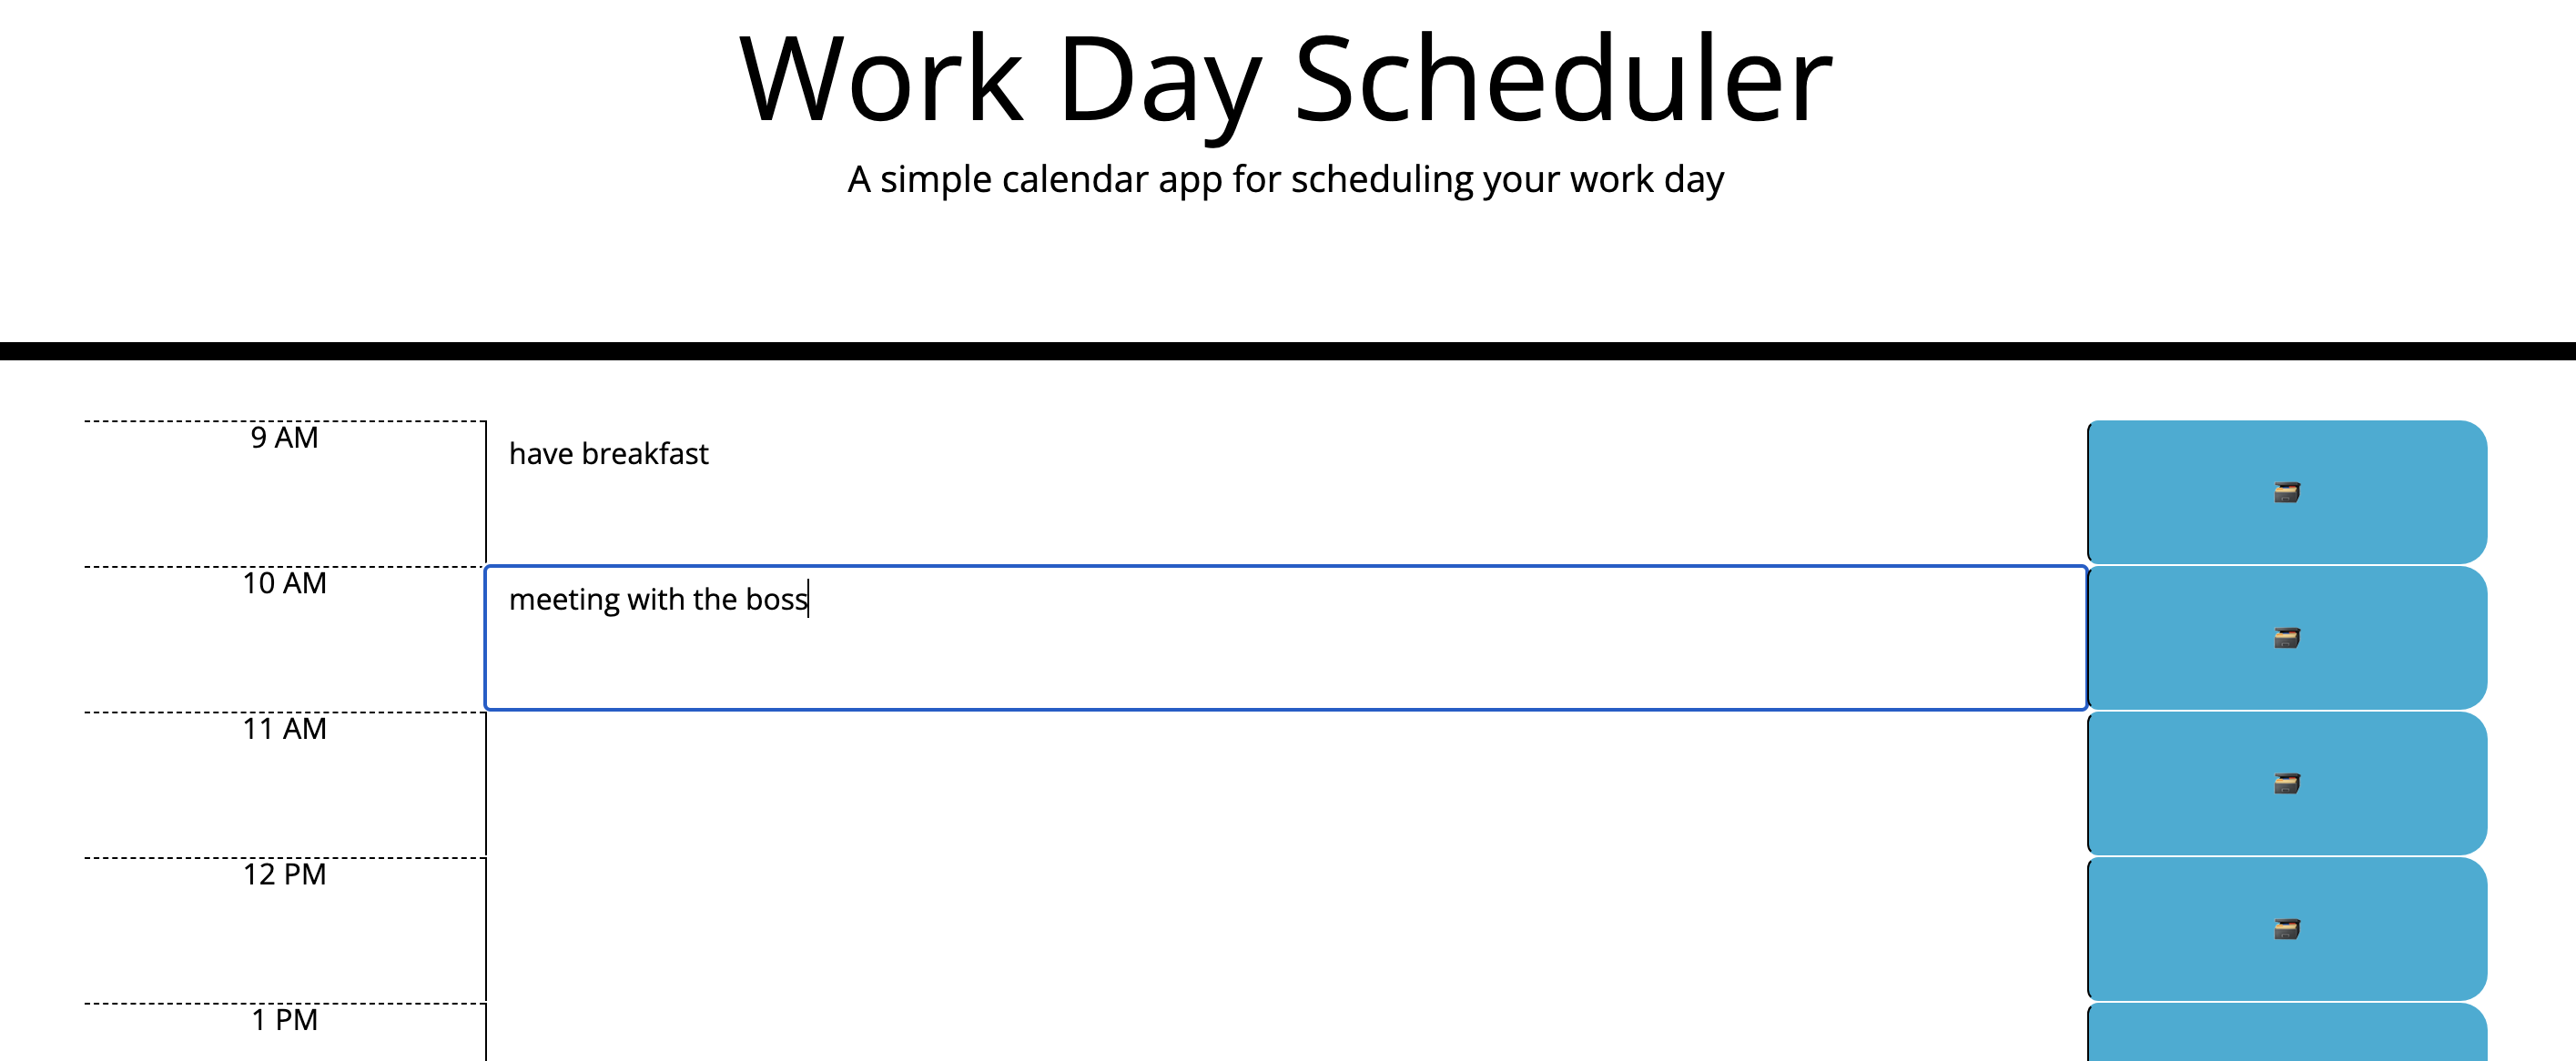 Work Day Scheduler
A simple calendar app for scheduling your work day
9 AM
have breakfast
10 AM
meeting with the boss
11 AM
12 PM
1 PM